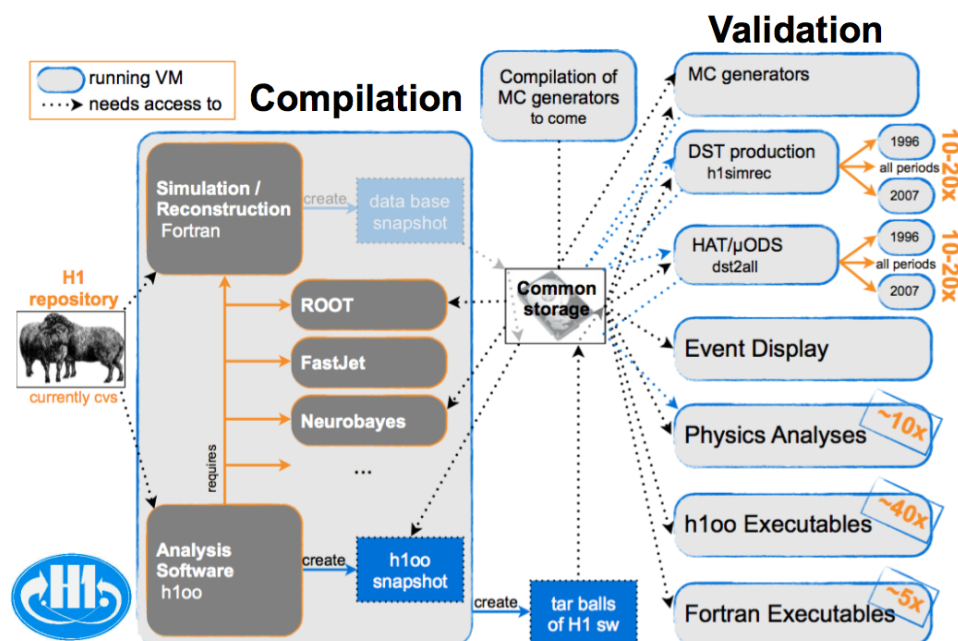 Validation
running VM
needs access to
Compilation
Compilation of
MC generators
to come
MC generators
Simulation /
Reconstruction
Fortran
create
data base
snapshot
DST production
h1simrec
1996
all periods
2007
10-20x
HAT/µODS
dst2all
1996
all periods
2007
10-20x
H1
repository
currently cvs
ROOT
FastJet
Neurobayes
...
requires
Common
storage
Event Display
Physics Analyses
~10x
h1oo Executables
~40x
Fortran Executables
~5x
Analysis
Software
h1oo
create
h1oo
snapshot
create
tar balls
of H1 sw
H1